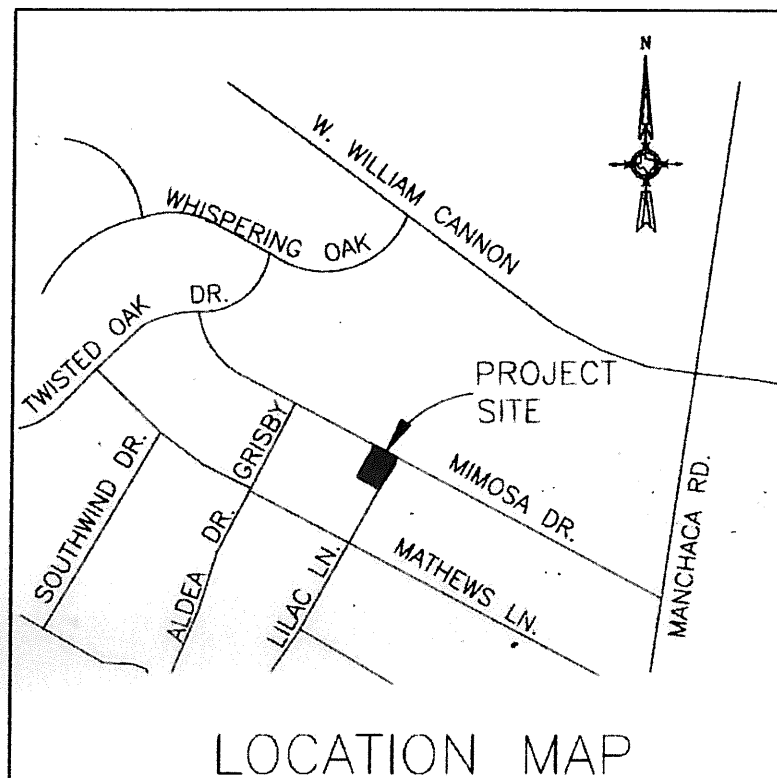 N
W. WILLIAM CANNON
WHISPERING OAK
TWISTED OAK DR.
PROJECT
SITE
GRISBY
MIMOSA DR.
MANCHACA RD.
SOUTHWIND DR.
ALDEA DR.
LILAC LN.
MATHEWS LN.
LOCATION MAP